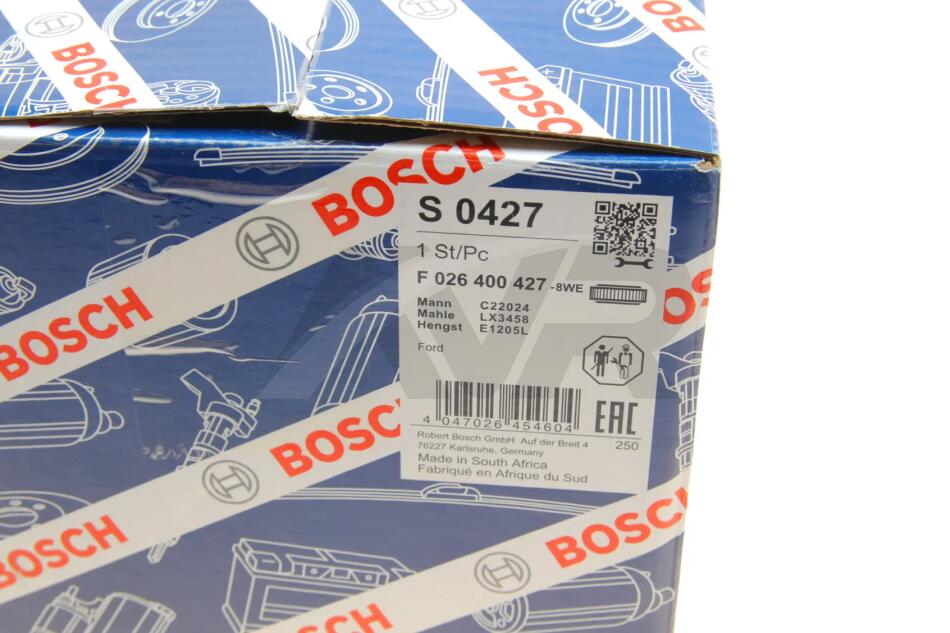 BOSCH
BOSCH
BOSCH
BOSCH
S 0427
1 St/Pc
F 026 400 427 -8WE
Mann C22024
Mahle LX3458
Hengst E1205L
Ford
4 047026 454604
EAC
250
Robert Bosch GmbH Auf der Breit 4
76227 Karlsruhe, Germany
Made in South Africa
Fabriqué en Afrique du Sud
BOSCH
BOSCH
BOSCH
BOSCH